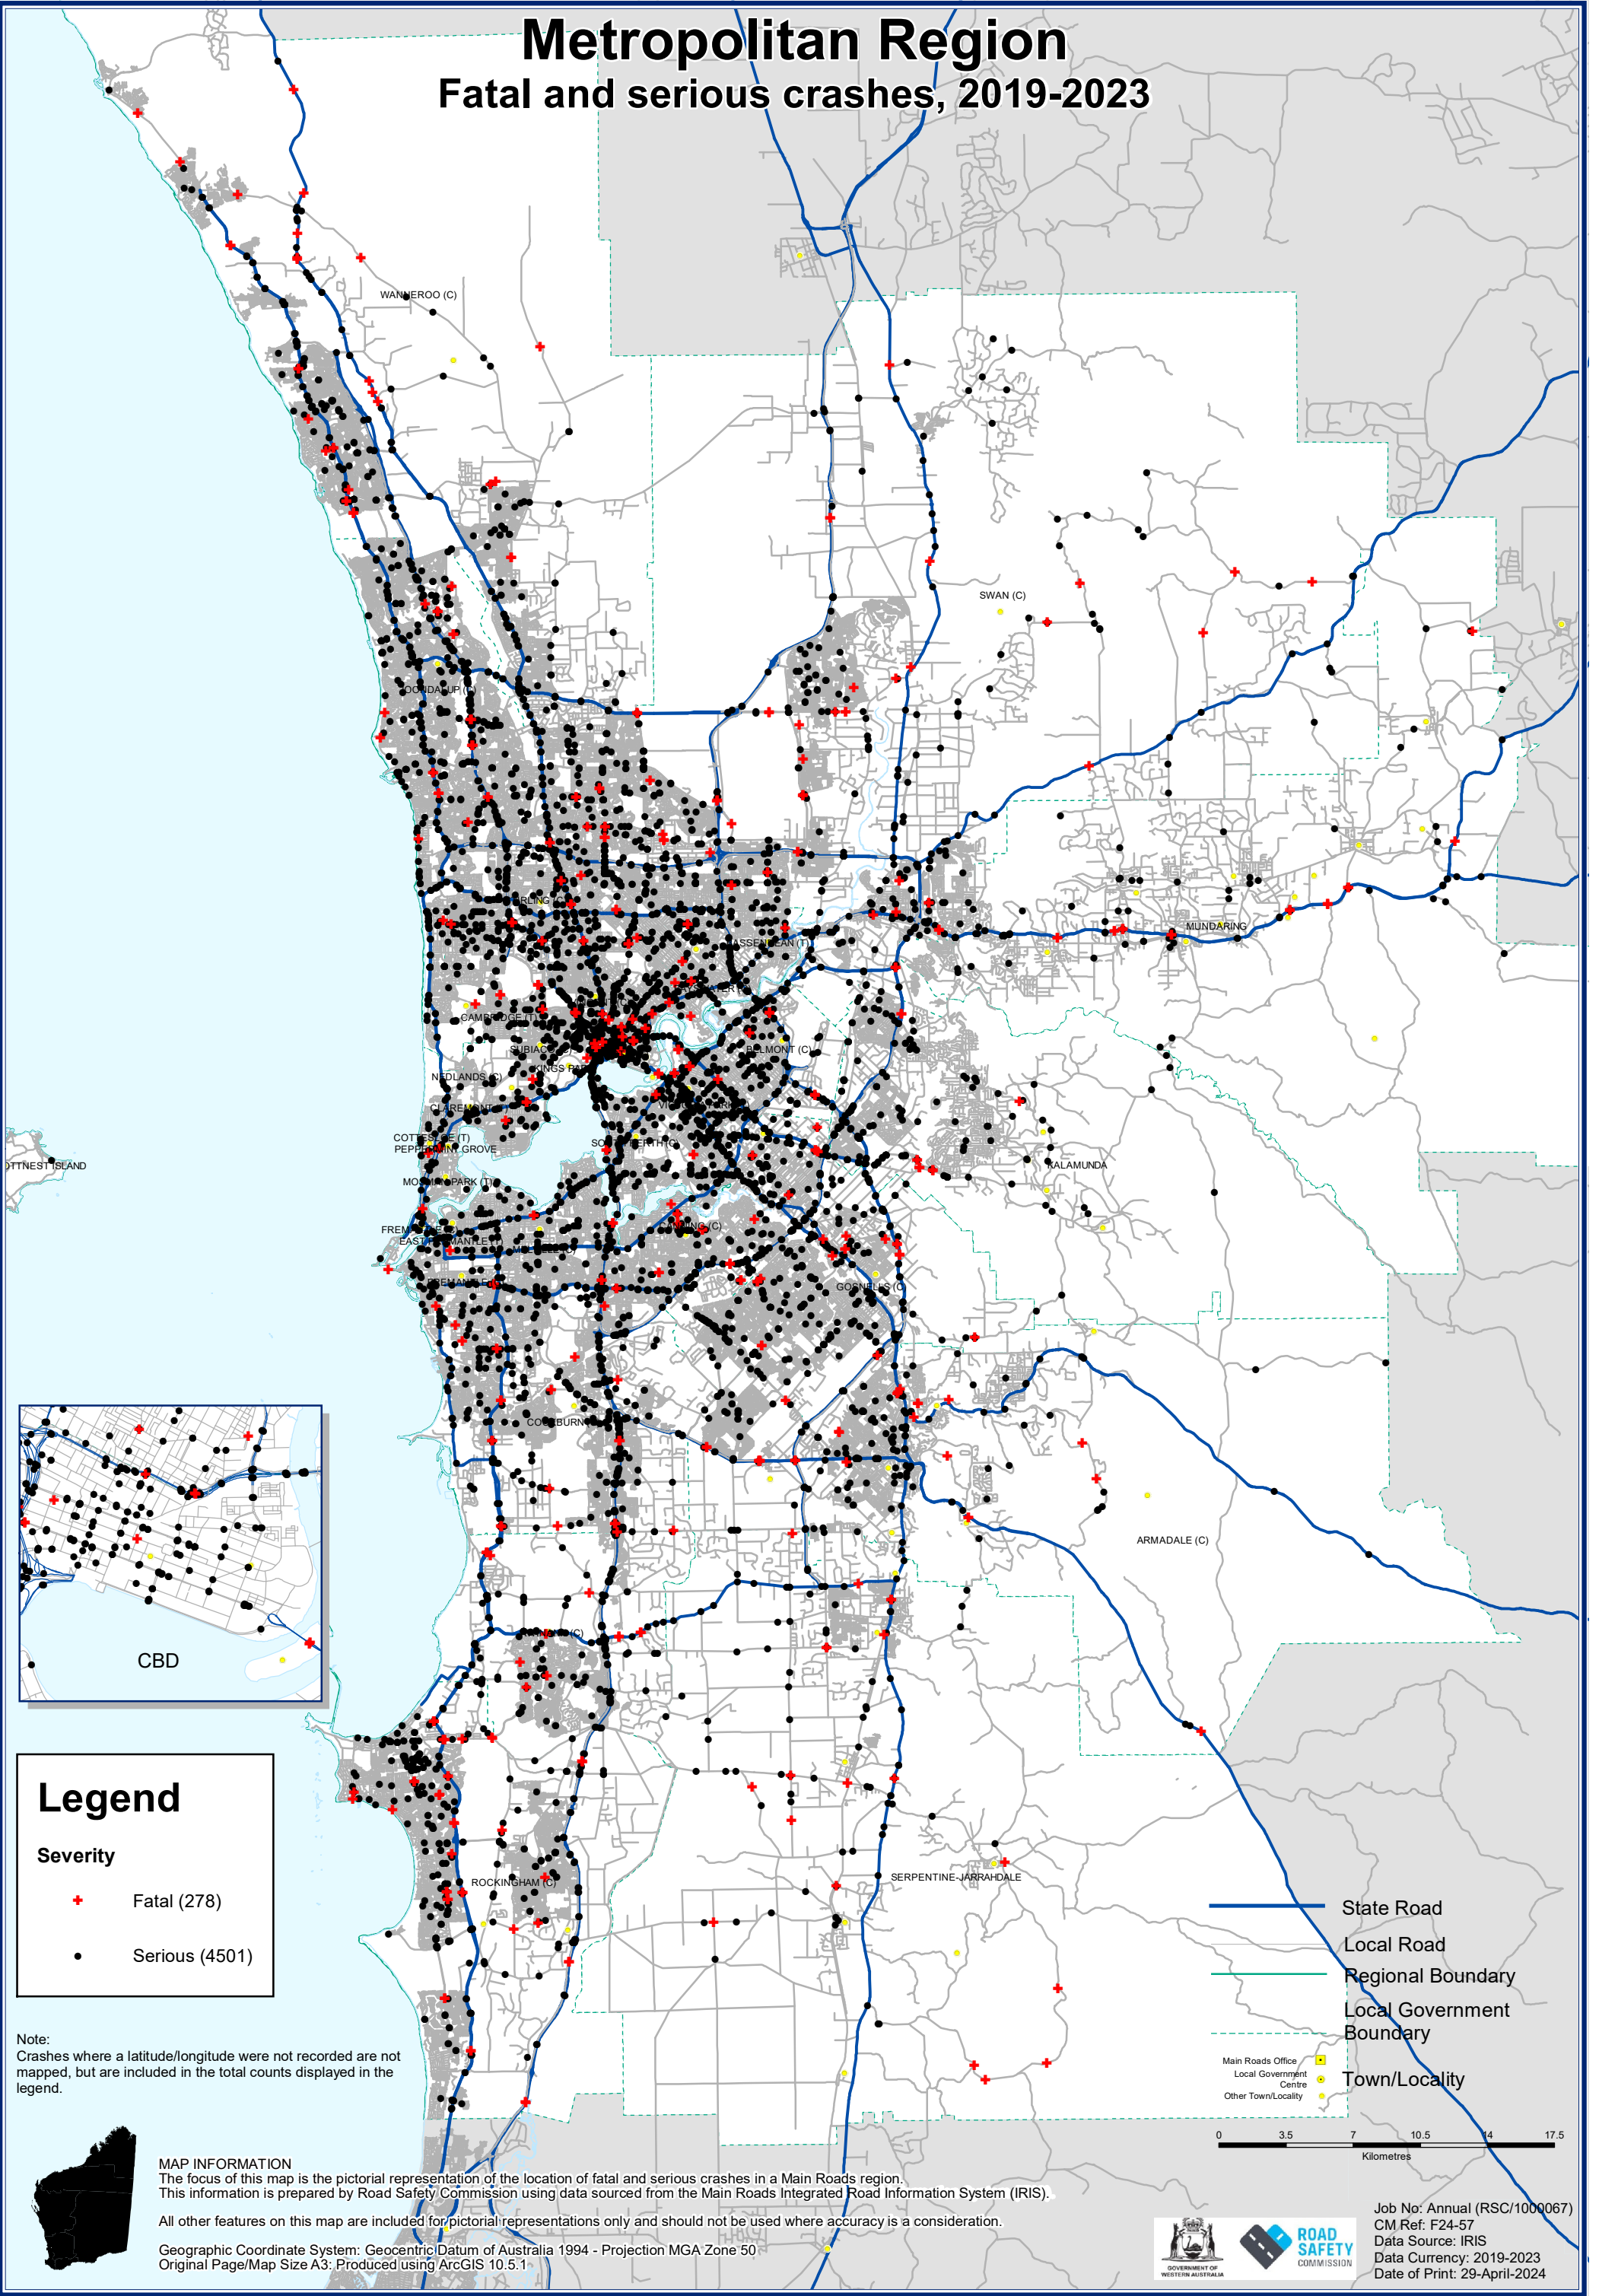 Metropolitan Region
Fatal and serious crashes, 2019-2023
WANNEROO (C)
SWAN (C)
MUNDARING
CAMBRIDGE (T)
BELMONT (C)
NEDLANDS (C)
COTTESLOE (T)
PEPPERMINT GROVE
OTTNEST ISLAND
KALAMUNDA
MOSMAN PARK (T)
CANNING (C)
GOSNELLS (C)
ARMADALE (C)
ROCKINGHAM (C)
SERPENTINE-JARRAHDALE
CBD
Legend
Severity
Fatal (278)
Serious (4501)
State Road
Local Road
Regional Boundary
Local Government
Boundary
Main Roads Office
Local Government
Centre
Other Town/Locality
Town/Locality
0 3.5 7 10.5 14 17.5
Kilometres
Note:
Crashes where a latitude/longitude were not recorded are not
mapped, but are included in the total counts displayed in the
legend.
MAP INFORMATION
The focus of this map is the pictorial representation of the location of fatal and serious crashes in a Main Roads region.
This information is prepared by Road Safety Commission using data sourced from the Main Roads Integrated Road Information System (IRIS).
All other features on this map are included for pictorial representations only and should not be used where accuracy is a consideration.
Geographic Coordinate System: Geocentric Datum of Australia 1994 - Projection MGA Zone 50
Original Page/Map Size A3: Produced using ArcGIS 10.5.1
GOVERNMENT OF
WESTERN AUSTRALIA
ROAD
SAFETY
COMMISSION
Job No: Annual (RSC/1000067)
CM Ref: F24-57
Data Source: IRIS
Data Currency: 2019-2023
Date of Print: 29-April-2024